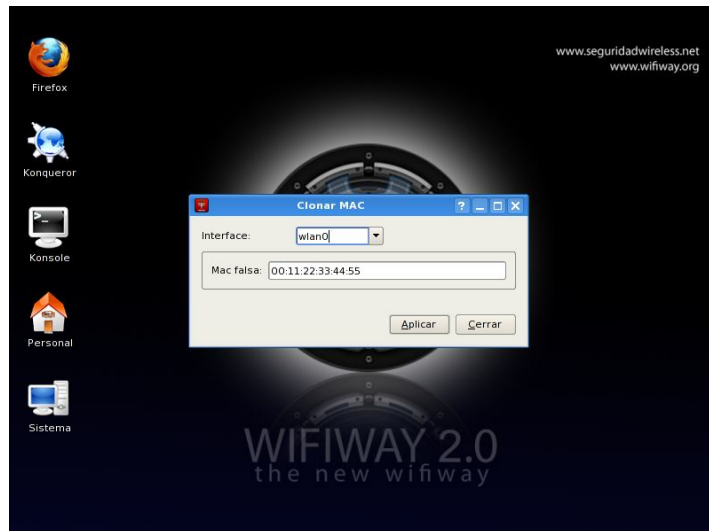 www.seguridadwireless.net
www.wifiway.org
Firefox
Konqueror
Konsole
Personal
Sistema
Clonar MAC
Interface: wlan0
Mac falsa: 00:11:22:33:44:55
Aplicar Cerrar
WIFIWAY 2.0
the new wifiway